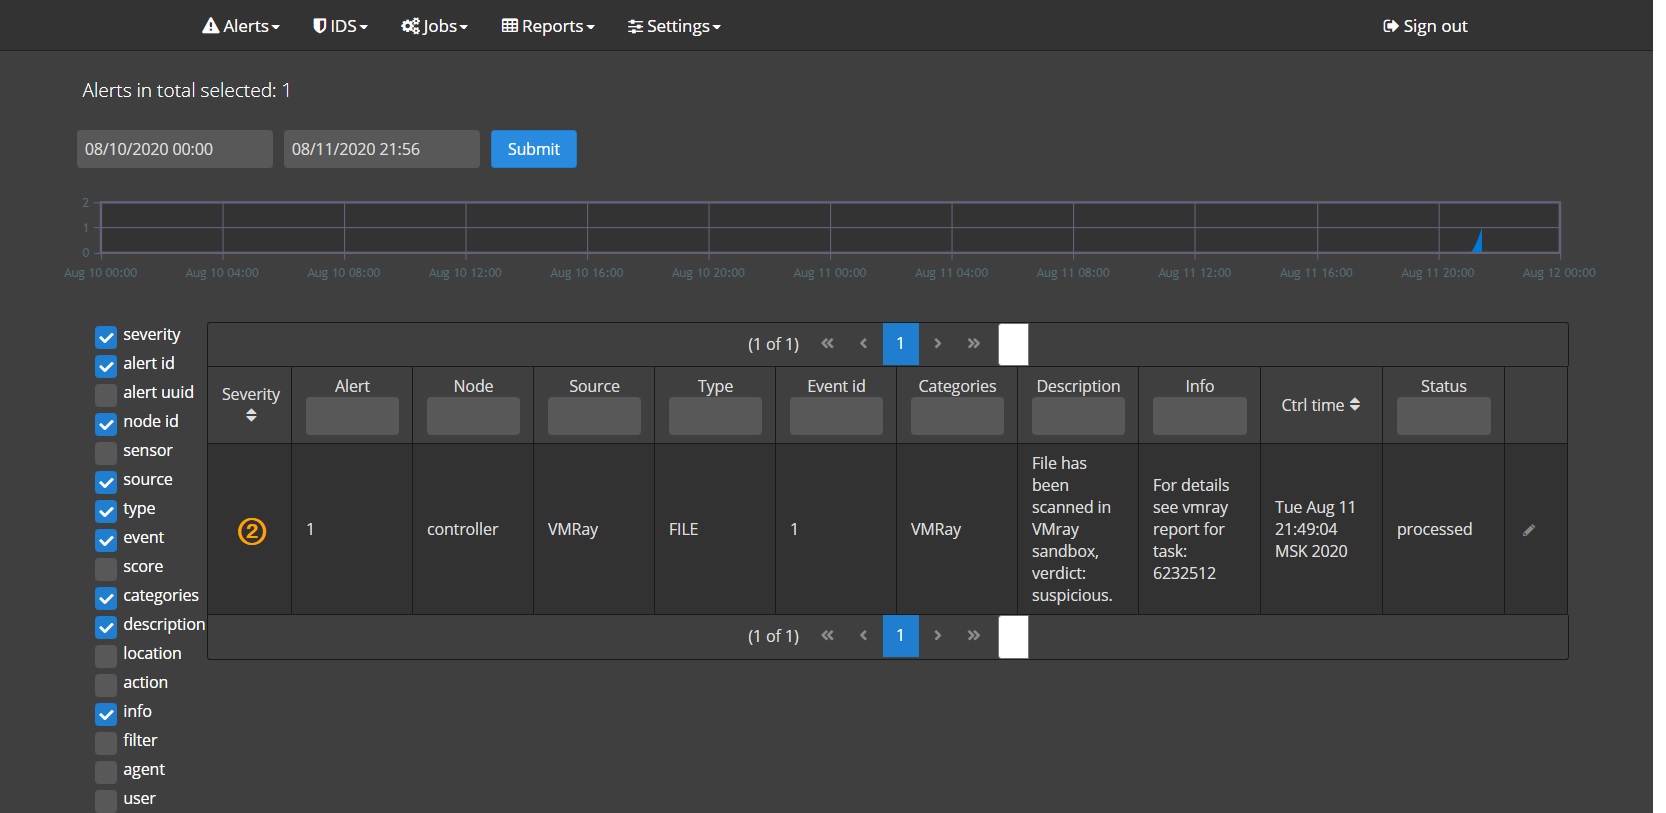 Alerts IDS Jobs Reports Settings Sign out
Alerts in total selected: 1
08/10/2020 00:00 08/11/2020 21:56 Submit
2
1
0
Aug 10 00:00 Aug 10 04:00 Aug 10 08:00 Aug 10 12:00 Aug 10 16:00 Aug 10 20:00 Aug 11 00:00 Aug 11 04:00 Aug 11 08:00 Aug 11 12:00 Aug 11 16:00 Aug 11 20:00 Aug 12 00:00
severity
alert id
alert uuid
node id
sensor
source
type
event
score
categories
description
location
action
info
filter
agent
user
(1 of 1) « ‹ 1 › »
Severity Alert Node Source Type Event id Categories Description Info Ctrl time Status
2
1
controller
VMRay
FILE
1
VMRay
File has
been
scanned in
VMray
sandbox,
verdict:
suspicious.
For details
see vmray
report for
task:
6232512
Tue Aug 11
21:49:04
MSK 2020
processed
(1 of 1) « ‹ 1 › »